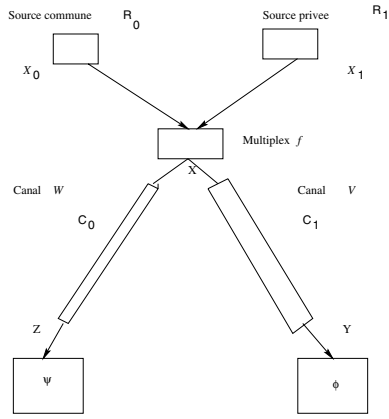 Source commune R0 Source privee R1
X0 X1
Multiplex f
X
Canal W Canal V
C0 C1
Z Y
ψ ϕ